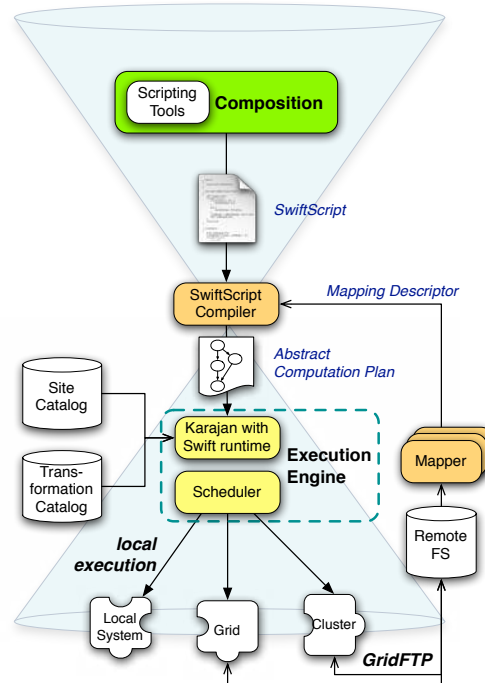 Scripting
Tools
Composition
SwiftScript
SwiftScript
Compiler
Mapping Descriptor
Abstract
Computation Plan
Site
Catalog
Karajan with
Swift runtime
Execution
Engine
Mapper
Trans-
formation
Catalog
Scheduler
Remote
FS
local
execution
Local
System
Grid
Cluster
GridFTP